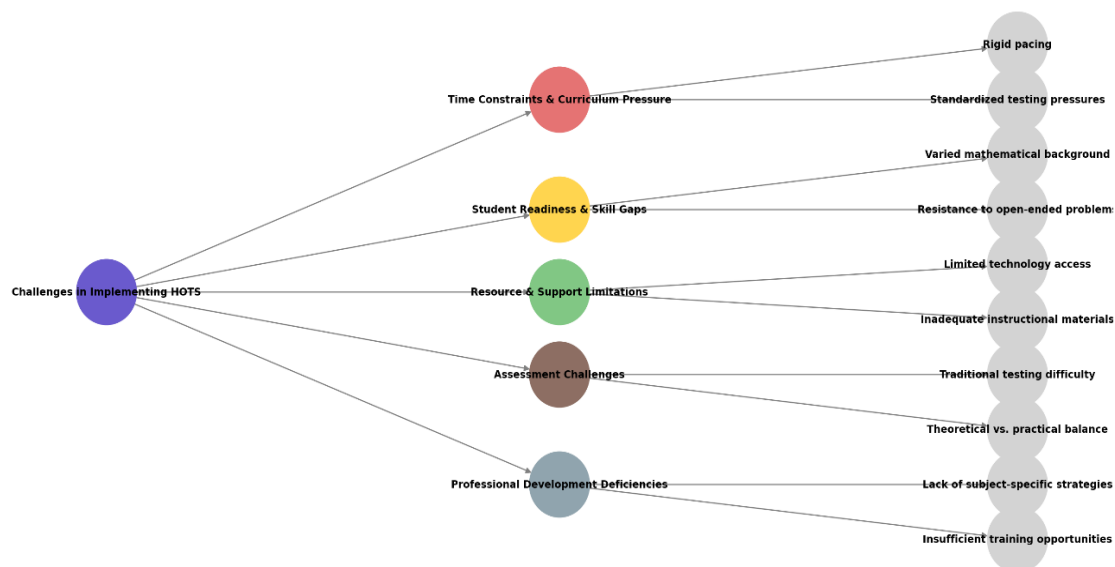 Rigid pacing
Time Constraints & Curriculum Pressure
Standardized testing pressures
Varied mathematical background
Student Readiness & Skill Gaps
Resistance to open-ended problems
Limited technology access
Challenges in Implementing HOTS
Resource & Support Limitations
Inadequate instructional materials
Assessment Challenges
Traditional testing difficulty
Theoretical vs. practical balance
Professional Development Deficiencies
Lack of subject-specific strategies
Insufficient training opportunities